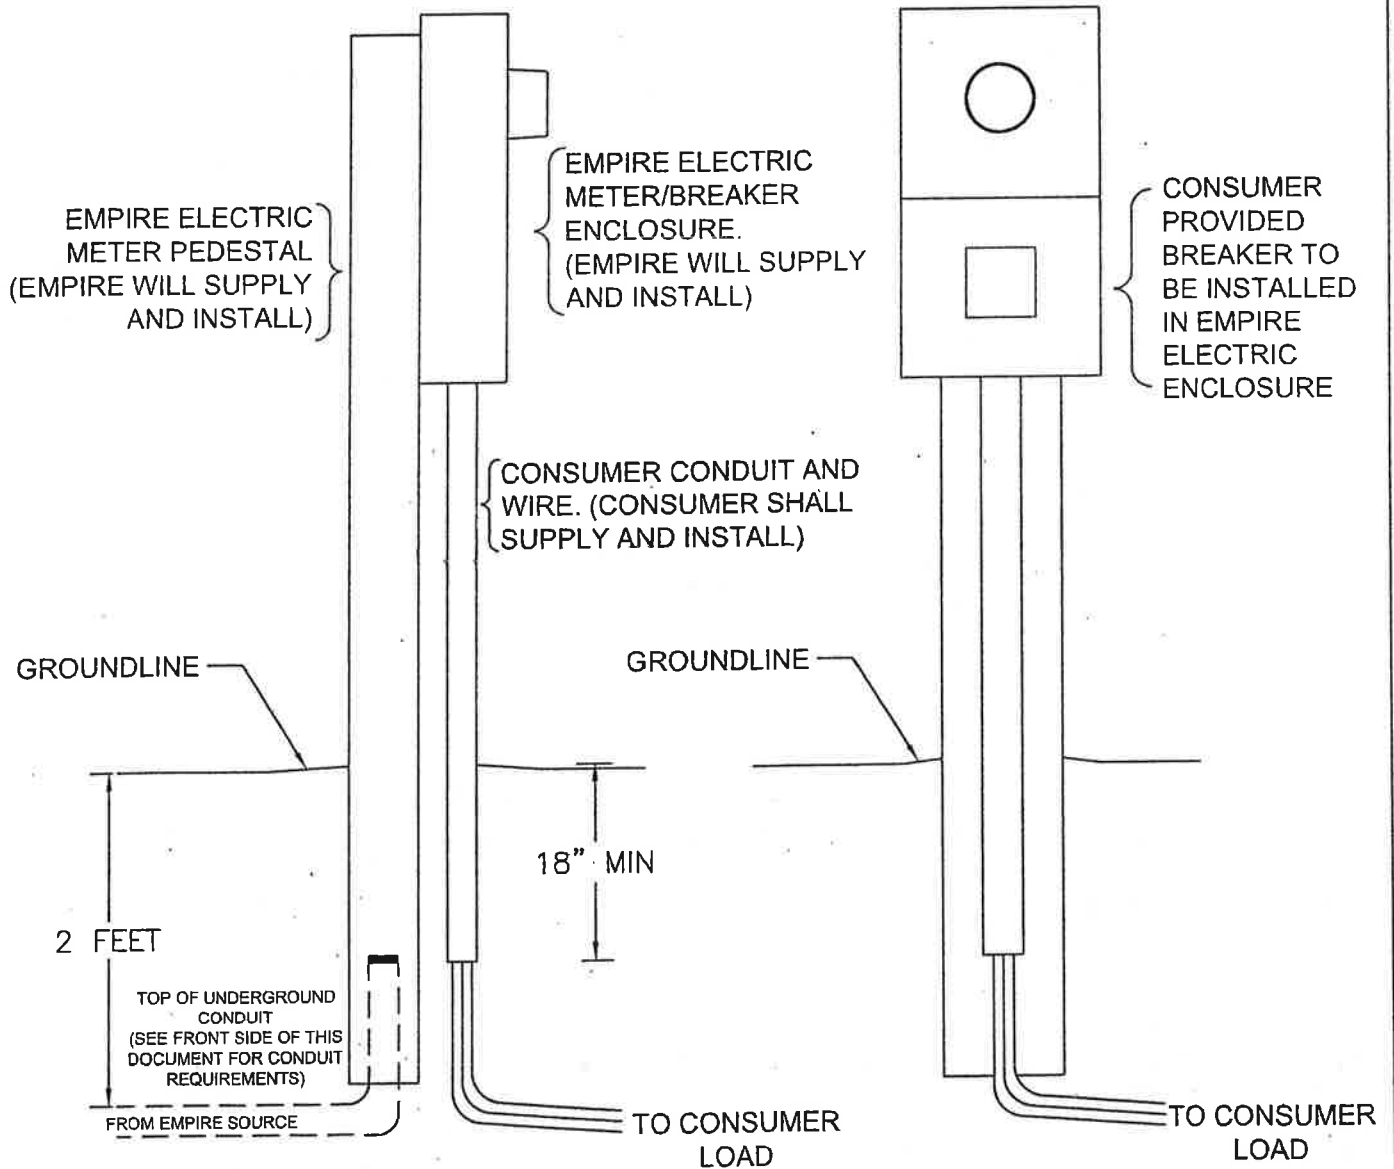 EMPIRE ELECTRIC
METER PEDESTAL
(EMPIRE WILL SUPPLY
AND INSTALL)
EMPIRE ELECTRIC
METER/BREAKER
ENCLOSURE.
(EMPIRE WILL SUPPLY
AND INSTALL)
CONSUMER
PROVIDED
BREAKER TO
BE INSTALLED
IN EMPIRE
ELECTRIC
ENCLOSURE
CONSUMER CONDUIT AND
WIRE. (CONSUMER SHALL
SUPPLY AND INSTALL)
GROUNDLINE
GROUNDLINE
18" MIN
2 FEET
TOP OF UNDERGROUND
CONDUIT
(SEE FRONT SIDE OF THIS
DOCUMENT FOR CONDUIT
REQUIREMENTS)
FROM EMPIRE SOURCE
TO CONSUMER
LOAD
TO CONSUMER
LOAD